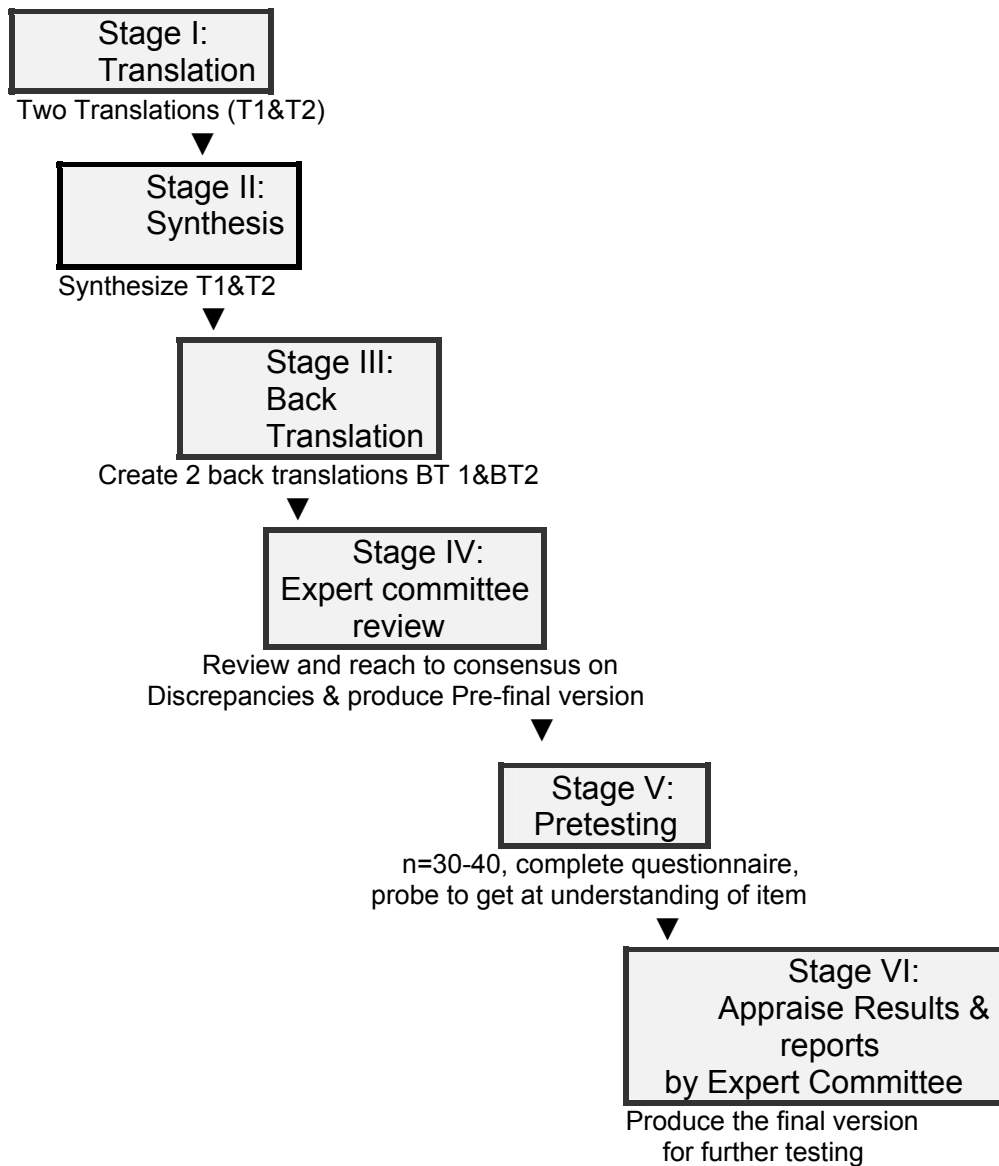 Stage I:
Translation
Two Translations (T1&T2)
Stage II:
Synthesis
Synthesize T1&T2
Stage III:
Back
Translation
Create 2 back translations BT 1&BT2
Stage IV:
Expert committee
review
Review and reach to consensus on
Discrepancies & produce Pre-final version
Stage V:
Pretesting
n=30-40, complete questionnaire,
probe to get at understanding of item
Stage VI:
Appraise Results &
reports
by Expert Committee
Produce the final version
for further testing